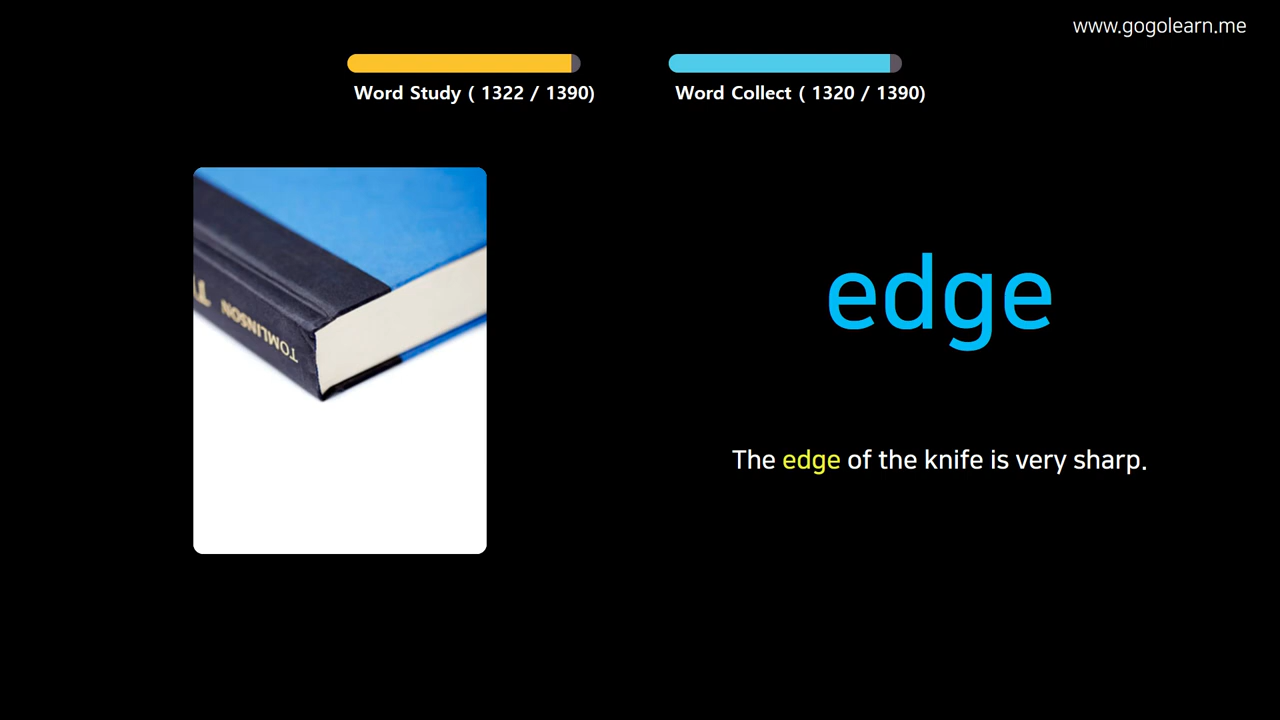 www.gogolearn.me
Word Study ( 1322 / 1390)
Word Collect ( 1320 / 1390)
TOMLINSON
edge
The edge of the knife is very sharp.